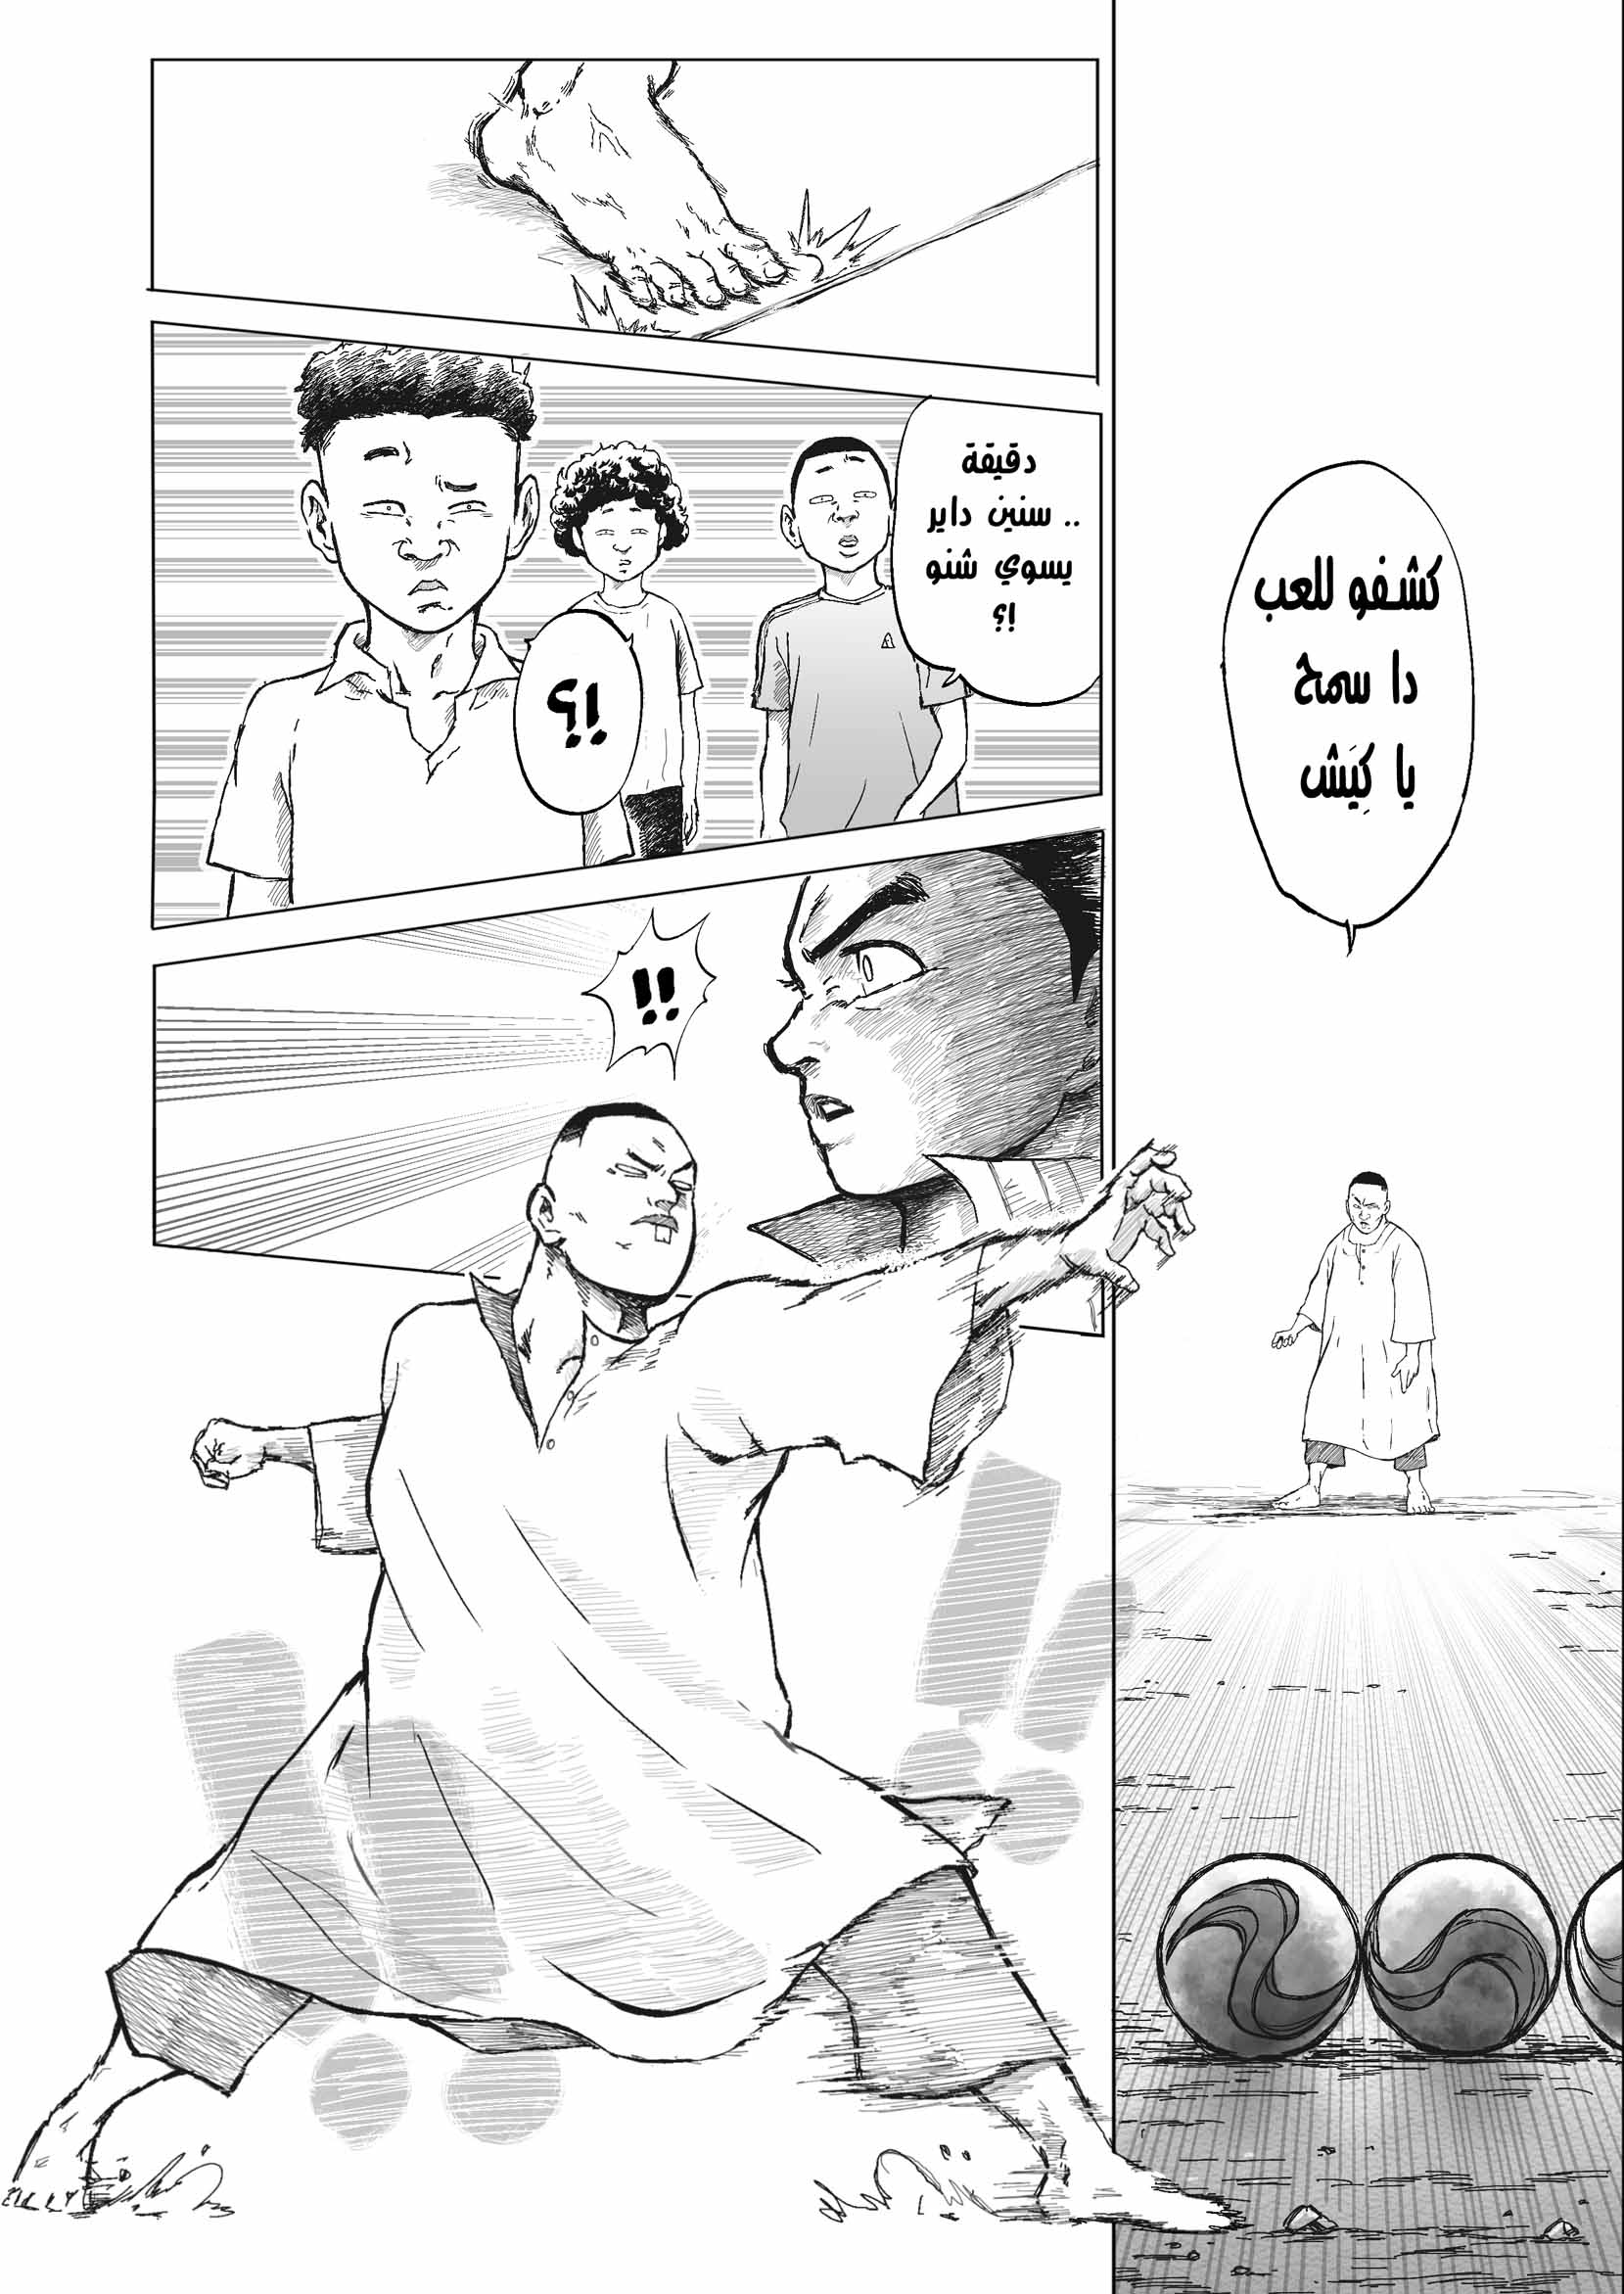 كشفو للعب
دا سمح
يا كِيَش
دقيقة
.. سنين داير
يسوي شنو
؟!
؟!
!!